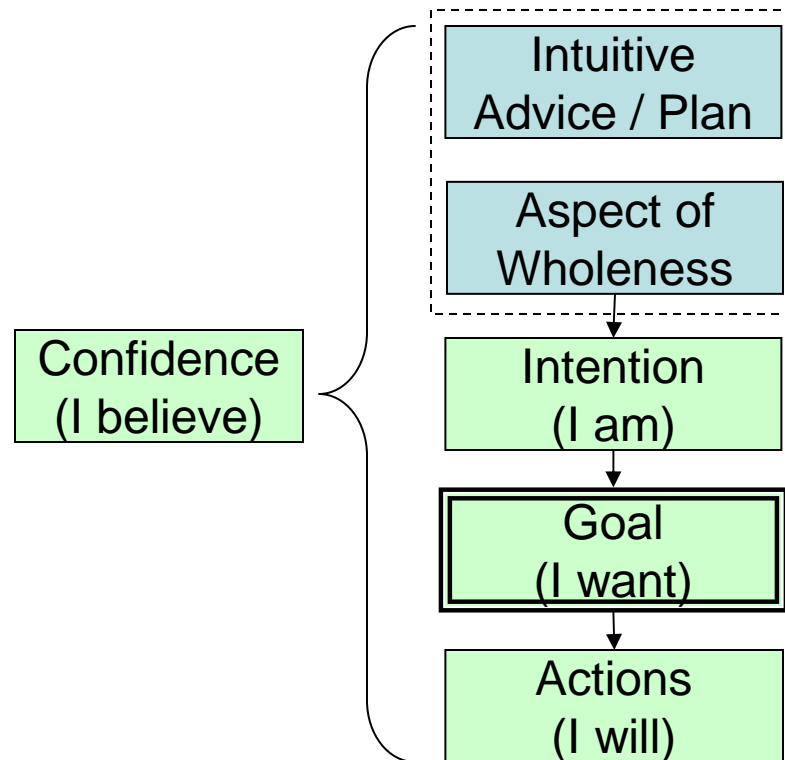 Intuitive
Advice / Plan
Aspect of
Wholeness
Confidence
(I believe)
Intention
(I am)
Goal
(I want)
Actions
(I will)